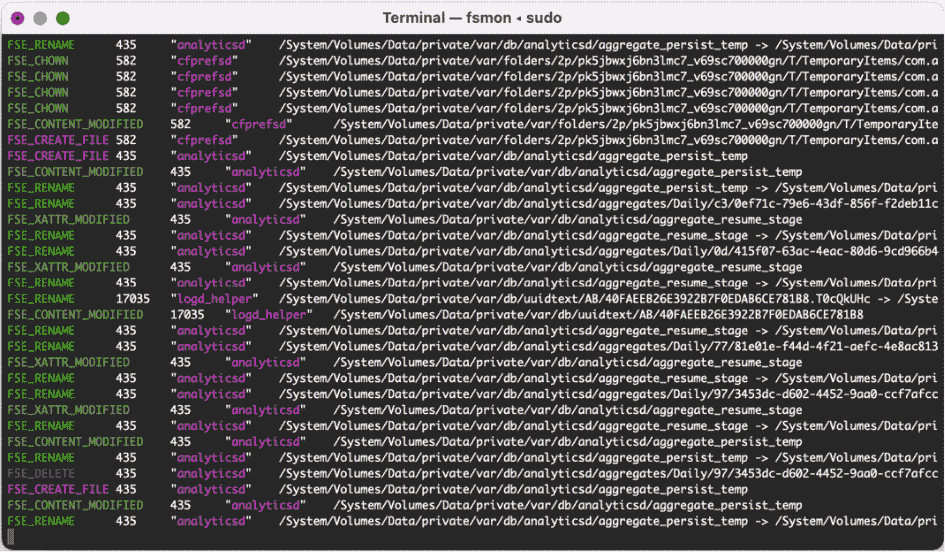 Terminal — fsmon ◂ sudo
FSE_RENAME 435 "analyticsd" /System/Volumes/Data/private/var/db/analyticsd/aggregate_persist_temp -> /System/Volumes/Data/pri
FSE_CHOWN 582 "cfprefsd" /System/Volumes/Data/private/var/folders/2p/pk5jbwxj6bn3lmc7_v69sc700000gn/T/TemporaryItems/com.a
FSE_CHOWN 582 "cfprefsd" /System/Volumes/Data/private/var/folders/2p/pk5jbwxj6bn3lmc7_v69sc700000gn/T/TemporaryItems/com.a
FSE_CHOWN 582 "cfprefsd" /System/Volumes/Data/private/var/folders/2p/pk5jbwxj6bn3lmc7_v69sc700000gn/T/TemporaryItems/com.a
FSE_CHOWN 582 "cfprefsd" /System/Volumes/Data/private/var/folders/2p/pk5jbwxj6bn3lmc7_v69sc700000gn/T/TemporaryItems/com.a
FSE_CONTENT_MODIFIED 582 "cfprefsd" /System/Volumes/Data/private/var/folders/2p/pk5jbwxj6bn3lmc7_v69sc700000gn/T/TemporaryIte
FSE_CREATE_FILE 582 "cfprefsd" /System/Volumes/Data/private/var/folders/2p/pk5jbwxj6bn3lmc7_v69sc700000gn/T/TemporaryItems/com.a
FSE_CREATE_FILE 435 "analyticsd" /System/Volumes/Data/private/var/db/analyticsd/aggregate_persist_temp
FSE_CONTENT_MODIFIED 435 "analyticsd" /System/Volumes/Data/private/var/db/analyticsd/aggregate_persist_temp
FSE_RENAME 435 "analyticsd" /System/Volumes/Data/private/var/db/analyticsd/aggregate_persist_temp -> /System/Volumes/Data/pri
FSE_RENAME 435 "analyticsd" /System/Volumes/Data/private/var/db/analyticsd/aggregates/Daily/c3/0ef71c-79e6-43df-856f-f2deb11c
FSE_XATTR_MODIFIED 435 "analyticsd" /System/Volumes/Data/private/var/db/analyticsd/aggregate_resume_stage
FSE_RENAME 435 "analyticsd" /System/Volumes/Data/private/var/db/analyticsd/aggregate_resume_stage -> /System/Volumes/Data/pri
FSE_RENAME 435 "analyticsd" /System/Volumes/Data/private/var/db/analyticsd/aggregates/Daily/0d/415f07-63ac-4eac-80d6-9cd966b4
FSE_XATTR_MODIFIED 435 "analyticsd" /System/Volumes/Data/private/var/db/analyticsd/aggregate_resume_stage
FSE_RENAME 435 "analyticsd" /System/Volumes/Data/private/var/db/analyticsd/aggregate_resume_stage -> /System/Volumes/Data/pri
FSE_RENAME 17035 "logd_helper" /System/Volumes/Data/private/var/db/uuidtext/AB/40FAEEB26E3922B7F0EDAB6CE781B8.T0cQkUHc -> /Syste
FSE_CONTENT_MODIFIED 17035 "logd_helper" /System/Volumes/Data/private/var/db/uuidtext/AB/40FAEEB26E3922B7F0EDAB6CE781B8
FSE_RENAME 435 "analyticsd" /System/Volumes/Data/private/var/db/analyticsd/aggregate_resume_stage -> /System/Volumes/Data/pri
FSE_RENAME 435 "analyticsd" /System/Volumes/Data/private/var/db/analyticsd/aggregates/Daily/77/81e01e-f44d-4f21-aefc-4e8ac813
FSE_XATTR_MODIFIED 435 "analyticsd" /System/Volumes/Data/private/var/db/analyticsd/aggregate_resume_stage
FSE_RENAME 435 "analyticsd" /System/Volumes/Data/private/var/db/analyticsd/aggregate_resume_stage -> /System/Volumes/Data/pri
FSE_RENAME 435 "analyticsd" /System/Volumes/Data/private/var/db/analyticsd/aggregates/Daily/97/3453dc-d602-4452-9aa0-ccf7afcc
FSE_XATTR_MODIFIED 435 "analyticsd" /System/Volumes/Data/private/var/db/analyticsd/aggregate_resume_stage
FSE_RENAME 435 "analyticsd" /System/Volumes/Data/private/var/db/analyticsd/aggregate_resume_stage -> /System/Volumes/Data/pri
FSE_CONTENT_MODIFIED 435 "analyticsd" /System/Volumes/Data/private/var/db/analyticsd/aggregate_persist_temp
FSE_RENAME 435 "analyticsd" /System/Volumes/Data/private/var/db/analyticsd/aggregate_persist_temp -> /System/Volumes/Data/pri
FSE_DELETE 435 "analyticsd" /System/Volumes/Data/private/var/db/analyticsd/aggregates/Daily/97/3453dc-d602-4452-9aa0-ccf7afcc
FSE_CREATE_FILE 435 "analyticsd" /System/Volumes/Data/private/var/db/analyticsd/aggregate_persist_temp
FSE_CONTENT_MODIFIED 435 "analyticsd" /System/Volumes/Data/private/var/db/analyticsd/aggregate_persist_temp
FSE_RENAME 435 "analyticsd" /System/Volumes/Data/private/var/db/analyticsd/aggregate_persist_temp -> /System/Volumes/Data/pri